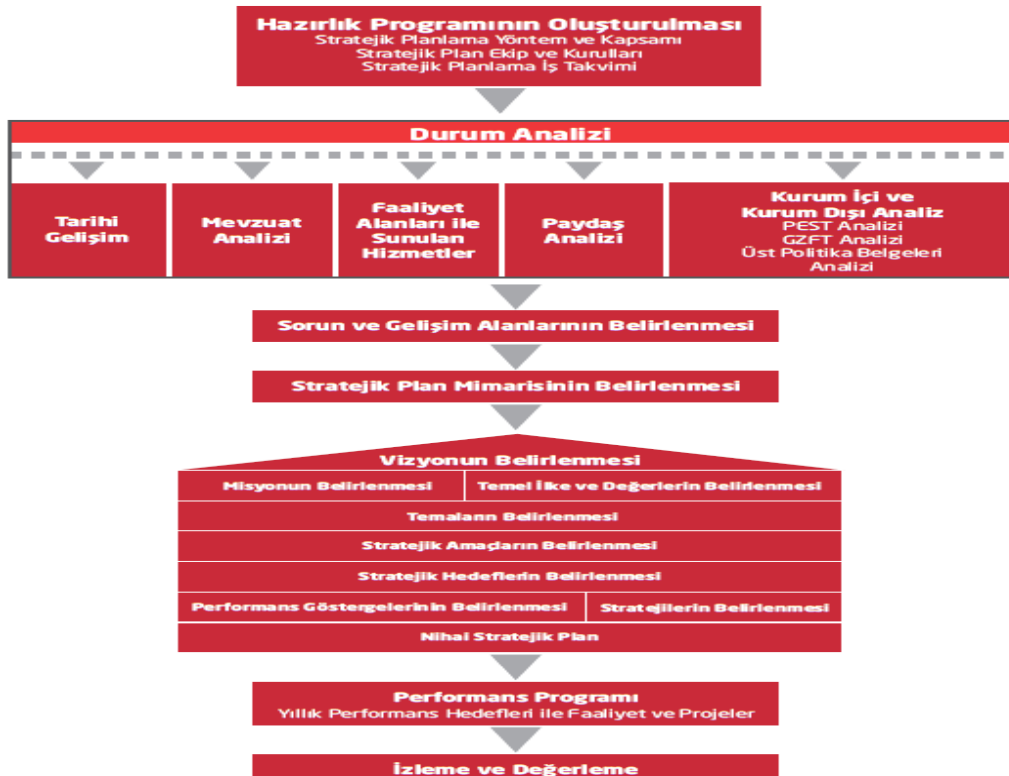 Hazırlık Programının Oluşturulması
Stratejik Planlama Yöntem ve Kapsamı
Stratejik Plan Ekip ve Kurulları
Stratejik Planlama İş Takvimi
Durum Analizi
Tarihi
Gelişim
Mevzuat
Analizi
Faaliyet
Alanları ile
Sunulan
Hizmetler
Paydaş
Analizi
Kurum İçi ve
Kurum Dışı Analiz
PEST Analizi
GZFT Analizi
Üst Politika Belgeleri
Analizi
Sorun ve Gelişim Alanlarının Belirlenmesi
Stratejik Plan Mimarisinin Belirlenmesi
Vizyonun Belirlenmesi
Misyonun Belirlenmesi
Temel İlke ve Değerlerin Belirlenmesi
Temaların Belirlenmesi
Stratejik Amaçların Belirlenmesi
Stratejik Hedeflerin Belirlenmesi
Performans Göstergelerinin Belirlenmesi
Stratejilerin Belirlenmesi
Nihai Stratejik Plan
Performans Programı
Yıllık Performans Hedefleri ile Faaliyet ve Projeler
İzleme ve Değerleme